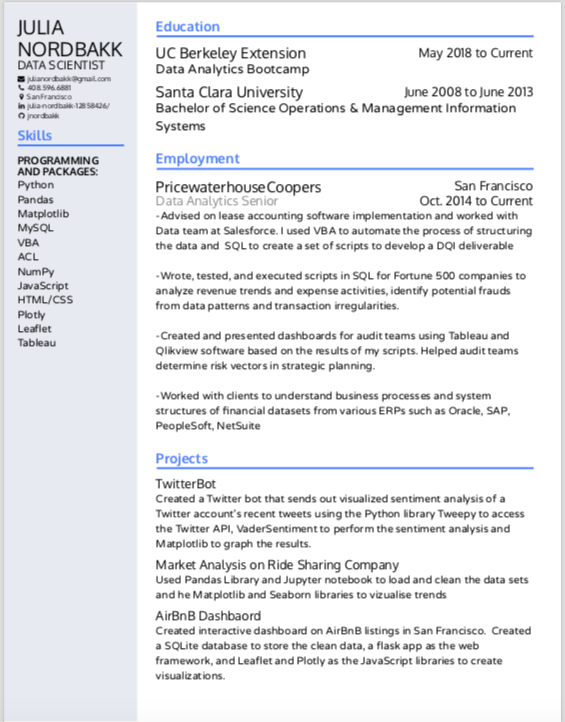 JULIA
NORDBAKK
DATA SCIENTIST
julianordbakk@gmail.com
408.596.6881
San Francisco
julia-nordbakk-12858426/
jnordbakk
Skills
PROGRAMMING
AND PACKAGES:
Python
Pandas
Matplotlib
MySQL
VBA
ACL
NumPy
JavaScript
HTML/CSS
Plotly
Leaflet
Tableau
Education
UC Berkeley Extension May 2018 to Current
Data Analytics Bootcamp
Santa Clara University June 2008 to June 2013
Bachelor of Science Operations & Management Information
Systems
Employment
PricewaterhouseCoopers San Francisco
Data Analytics Senior Oct. 2014 to Current
-Advised on lease accounting software implementation and worked with
Data team at Salesforce. I used VBA to automate the process of structuring
the data and SQL to create a set of scripts to develop a DQI deliverable
-Wrote, tested, and executed scripts in SQL for Fortune 500 companies to
analyze revenue trends and expense activities, identify potential frauds
from data patterns and transaction irregularities.
-Created and presented dashboards for audit teams using Tableau and
Qlikview software based on the results of my scripts. Helped audit teams
determine risk vectors in strategic planning.
-Worked with clients to understand business processes and system
structures of financial datasets from various ERPs such as Oracle, SAP,
PeopleSoft, NetSuite
Projects
TwitterBot
Created a Twitter bot that sends out visualized sentiment analysis of a
Twitter account's recent tweets using the Python library Tweepy to access
the Twitter API, VaderSentiment to perform the sentiment analysis and
Matplotlib to graph the results.
Market Analysis on Ride Sharing Company
Used Pandas Library and Jupyter notebook to load and clean the data sets
and he Matplotlib and Seaborn libraries to vizualise trends
AirBnB Dashbaord
Created interactive dashboard on AirBnB listings in San Francisco. Created
a SQLite database to store the clean data, a flask app as the web
framework, and Leaflet and Plotly as the JavaScript libraries to create
visualizations.